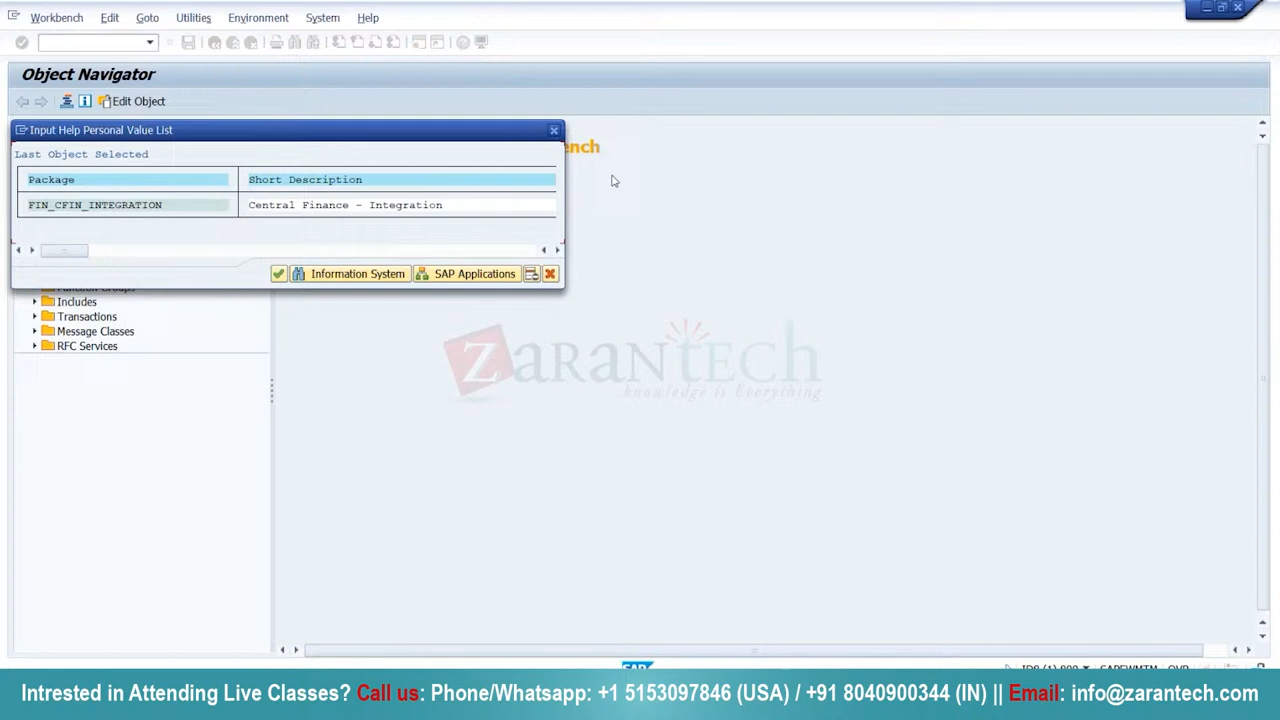 Workbench Edit Goto Utilities Environment System Help
Object Navigator
Edit Object
Input Help Personal Value List
ench
Last Object Selected
Package Short Description
FIN_CFIN_INTEGRATION Central Finance - Integration
Information System SAP Applications
Includes
Transactions
Message Classes
RFC Services
ZaranTech
knowledge is Everything
Intrested in Attending Live Classes? Call us: Phone/Whatsapp: +1 5153097846 (USA) / +91 8040900344 (IN) || Email: info@zarantech.com